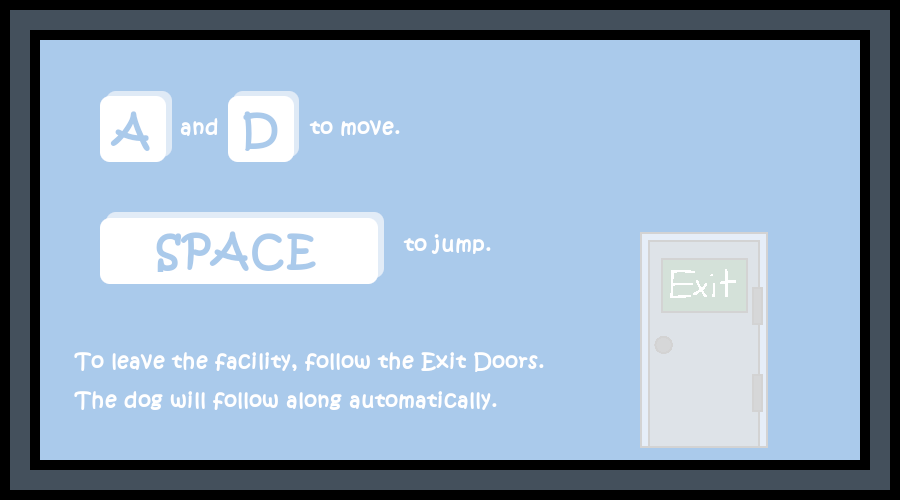 A and D to move.
SPACE to jump.
Exit
To leave the facility, follow the Exit Doors.
The dog will follow along automatically.